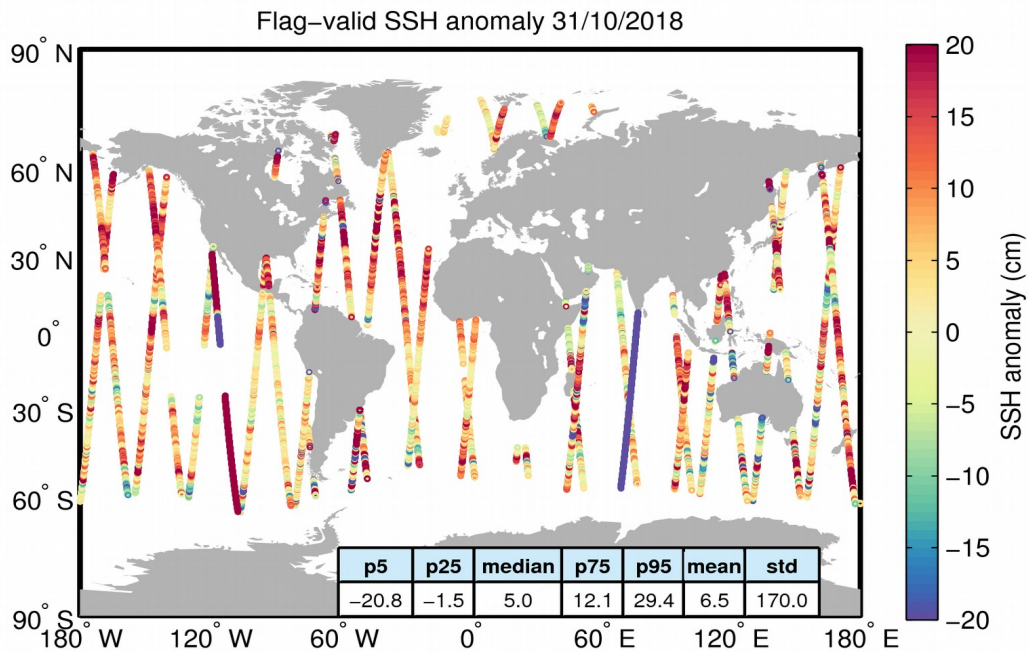 Flag−valid SSH anomaly 31/10/2018
90° N
60° N
30° N
0°
30° S
60° S
90° S
180° W 120° W 60° W 0° 60° E 120° E 180° E
p5 p25 median p75 p95 mean std
−20.8 −1.5 5.0 12.1 29.4 6.5 170.0
20
15
10
5
0
−5
−10
−15
−20
SSH anomaly (cm)